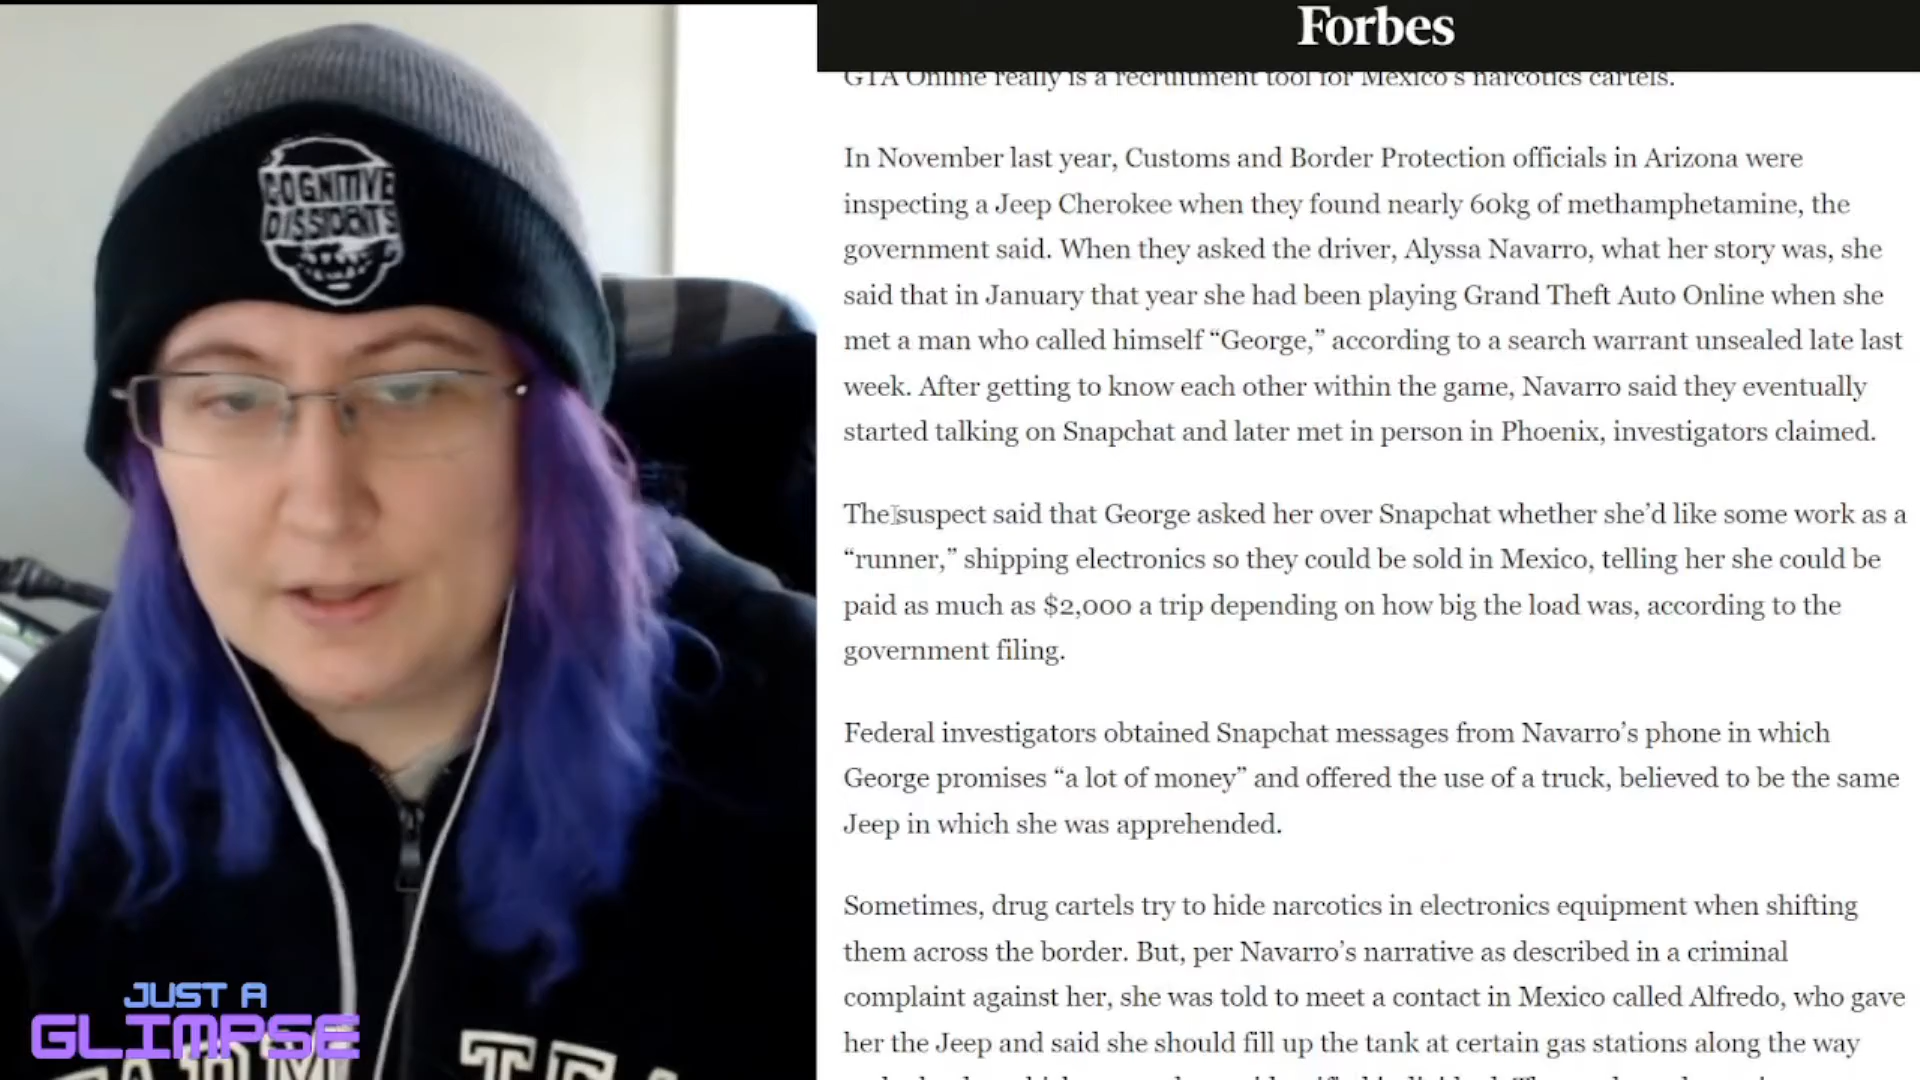 Forbes
GTA Online really is a recruitment tool for Mexico's narcotics cartels.
In November last year, Customs and Border Protection officials in Arizona were
inspecting a Jeep Cherokee when they found nearly 60kg of methamphetamine, the
government said. When they asked the driver, Alyssa Navarro, what her story was, she
said that in January that year she had been playing Grand Theft Auto Online when she
met a man who called himself “George,” according to a search warrant unsealed late last
week. After getting to know each other within the game, Navarro said they eventually
started talking on Snapchat and later met in person in Phoenix, investigators claimed.
The suspect said that George asked her over Snapchat whether she’d like some work as a
“runner,” shipping electronics so they could be sold in Mexico, telling her she could be
paid as much as $2,000 a trip depending on how big the load was, according to the
government filing.
Federal investigators obtained Snapchat messages from Navarro’s phone in which
George promises “a lot of money” and offered the use of a truck, believed to be the same
Jeep in which she was apprehended.
Sometimes, drug cartels try to hide narcotics in electronics equipment when shifting
them across the border. But, per Navarro’s narrative as described in a criminal
complaint against her, she was told to meet a contact in Mexico called Alfredo, who gave
her the Jeep and said she should fill up the tank at certain gas stations along the way
COGNITIVE
DISSIDENTS
JUST A
GLIMPSE